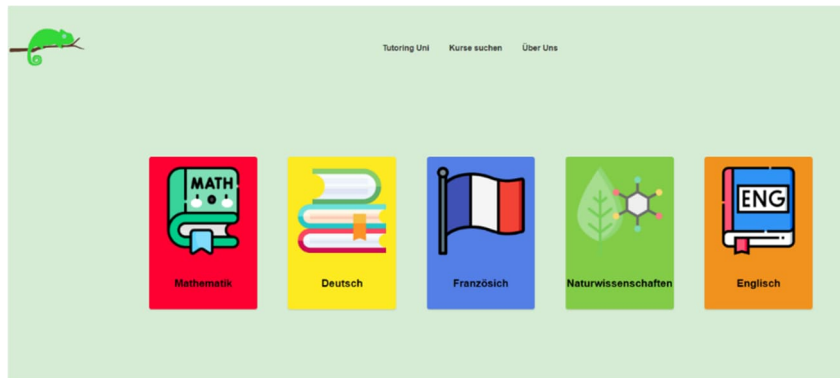 Tutoring Uni Kurse suchen Über Uns
MATH
ENG
Mathematik Deutsch Französich Naturwissenschaften Englisch